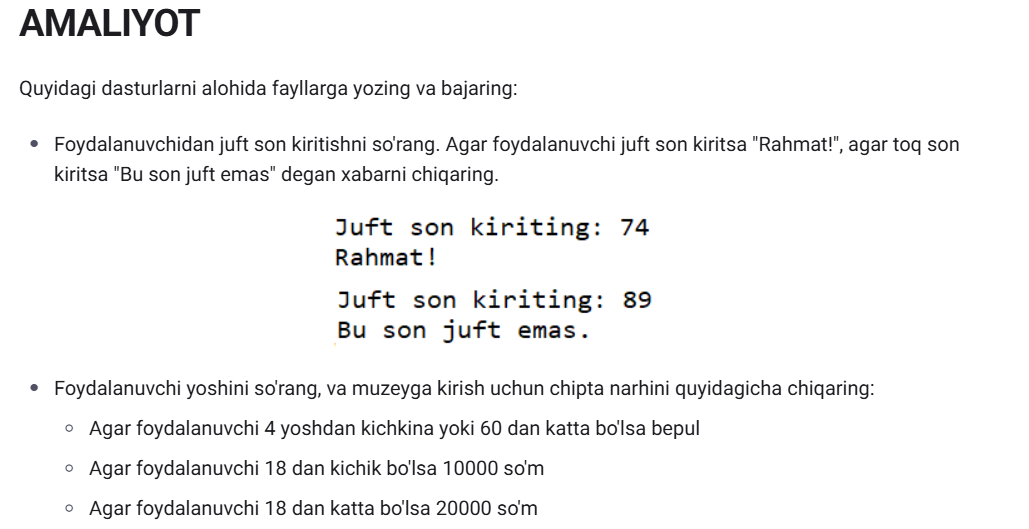 AMALIYOT
Quyidagi dasturlarni alohida fayllarga yozing va bajaring:
Foydalanuvchidan juft son kiritishni so'rang. Agar foydalanuvchi juft son kiritsa "Rahmat!", agar toq son
kiritsa "Bu son juft emas" degan xabarni chiqaring.
Juft son kiriting: 74
Rahmat!
Juft son kiriting: 89
Bu son juft emas.
Foydalanuvchi yoshini so'rang, va muzeyga kirish uchun chipta narhini quyidagicha chiqaring:
Agar foydalanuvchi 4 yoshdan kichkina yoki 60 dan katta bo'lsa bepul
Agar foydalanuvchi 18 dan kichik bo'lsa 10000 so'm
Agar foydalanuvchi 18 dan katta bo'lsa 20000 so'm